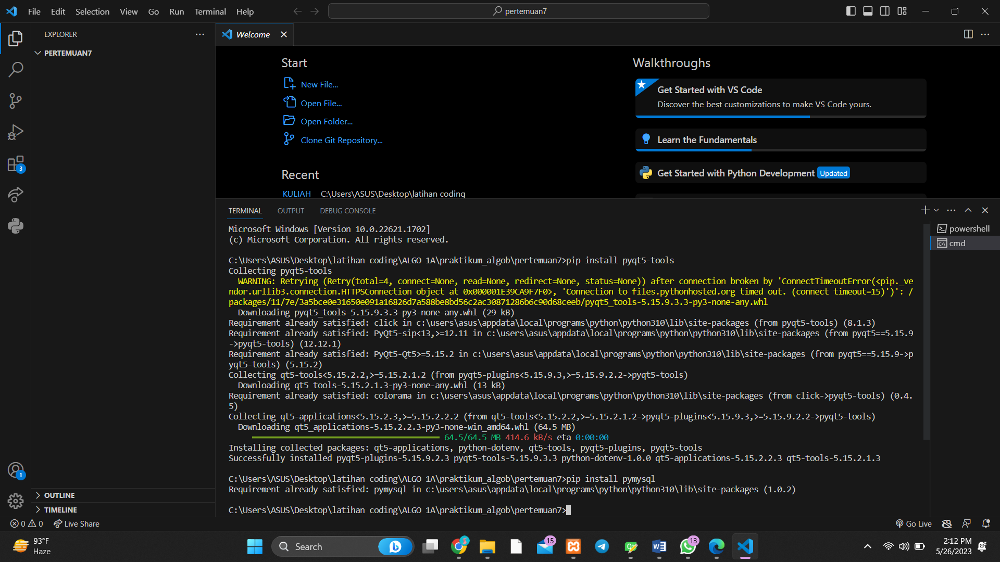 File Edit Selection View Go Run Terminal Help
pertemuan7
EXPLORER
PERTEMUAN7
OUTLINE
TIMELINE
Welcome
Start
New File...
Open File...
Open Folder...
Clone Git Repository...
Recent
KULIAH C:\Users\ASUS\Desktop\latihan coding
Walkthroughs
Get Started with VS Code
Discover the best customizations to make VS Code yours.
Learn the Fundamentals
Get Started with Python Development Updated
TERMINAL OUTPUT DEBUG CONSOLE
powershell
cmd
Microsoft Windows [Version 10.0.22621.1702]
(c) Microsoft Corporation. All rights reserved.
C:\Users\ASUS\Desktop\latihan coding\ALGO 1A\praktikum_algob\pertemuan7>pip install pyqt5-tools
Collecting pyqt5-tools
WARNING: Retrying (Retry(total=4, connect=None, read=None, redirect=None, status=None)) after connection broken by 'ConnectTimeoutError(<pip._ve
ndor.urllib3.connection.HTTPSConnection object at 0x000001E39CA9F7F0>, 'Connection to files.pythonhosted.org timed out. (connect timeout=15)')': /
packages/11/7e/3a5bce0e31650e091a16826d7a588be8bd56c2ac30871286b6c90d68ceeb/pyqt5_tools-5.15.9.3.3-py3-none-any.whl
Downloading pyqt5_tools-5.15.9.3.3-py3-none-any.whl (29 kB)
Requirement already satisfied: click in c:\users\asus\appdata\local\programs\python\python310\lib\site-packages (from pyqt5-tools) (8.1.3)
Requirement already satisfied: PyQt5-sip<13,>=12.11 in c:\users\asus\appdata\local\programs\python\python310\lib\site-packages (from pyqt5==5.15.9
->pyqt5-tools) (12.12.1)
Requirement already satisfied: PyQt5-Qt5>=5.15.2 in c:\users\asus\appdata\local\programs\python\python310\lib\site-packages (from pyqt5==5.15.9->p
yqt5-tools) (5.15.2)
Collecting qt5-tools<5.15.2.2,>=5.15.2.1.2 (from pyqt5-plugins<5.15.9.3,>=5.15.9.2.2->pyqt5-tools)
Downloading qt5_tools-5.15.2.1.3-py3-none-any.whl (13 kB)
Requirement already satisfied: colorama in c:\users\asus\appdata\local\programs\python\python310\lib\site-packages (from click->pyqt5-tools) (0.4.
5)
Collecting qt5-applications<5.15.2.3,>=5.15.2.2.2 (from qt5-tools<5.15.2.2,>=5.15.2.1.2->pyqt5-plugins<5.15.9.3,>=5.15.9.2.2->pyqt5-tools)
Downloading qt5_applications-5.15.2.2.3-py3-none-win_amd64.whl (64.5 MB)
64.5/64.5 MB 414.6 kB/s eta 0:00:00
Installing collected packages: qt5-applications, python-dotenv, qt5-tools, pyqt5-plugins, pyqt5-tools
Successfully installed pyqt5-plugins-5.15.9.2.3 pyqt5-tools-5.15.9.3.3 python-dotenv-1.0.0 qt5-applications-5.15.2.2.3 qt5-tools-5.15.2.1.3
C:\Users\ASUS\Desktop\latihan coding\ALGO 1A\praktikum_algob\pertemuan7>pip install pymysql
Requirement already satisfied: pymysql in c:\users\asus\appdata\local\programs\python\python310\lib\site-packages (1.0.2)
C:\Users\ASUS\Desktop\latihan coding\ALGO 1A\praktikum_algob\pertemuan7>
3
1
0 0 Live Share
Go Live
93°F
Haze
Search
15
13
2:12 PM
5/26/2023